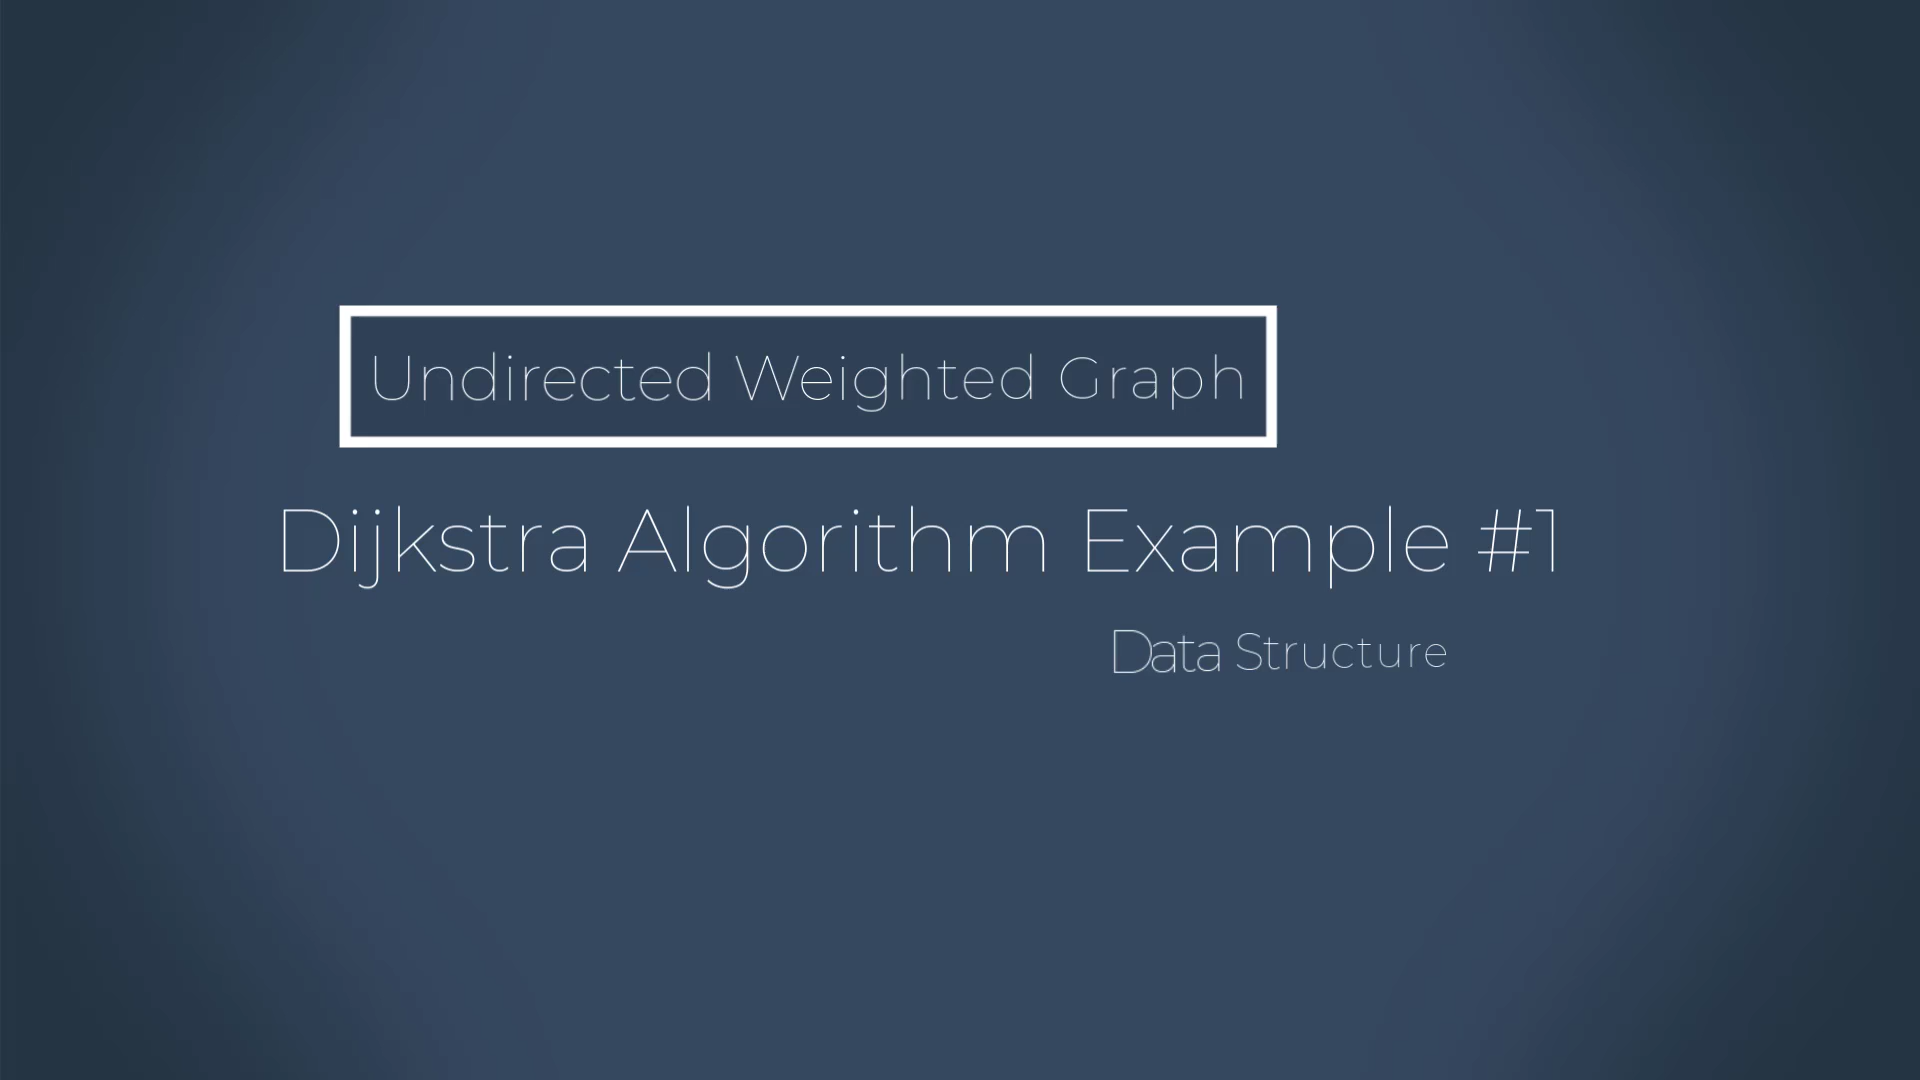 Undirected Weighted Graph
Dijkstra Algorithm Example #1
Data Structure